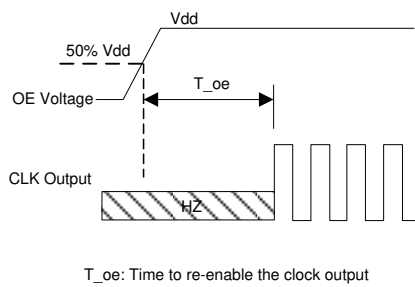 Vdd
50% Vdd
T_oe
OE Voltage
CLK Output
HZ
T_oe: Time to re-enable the clock output